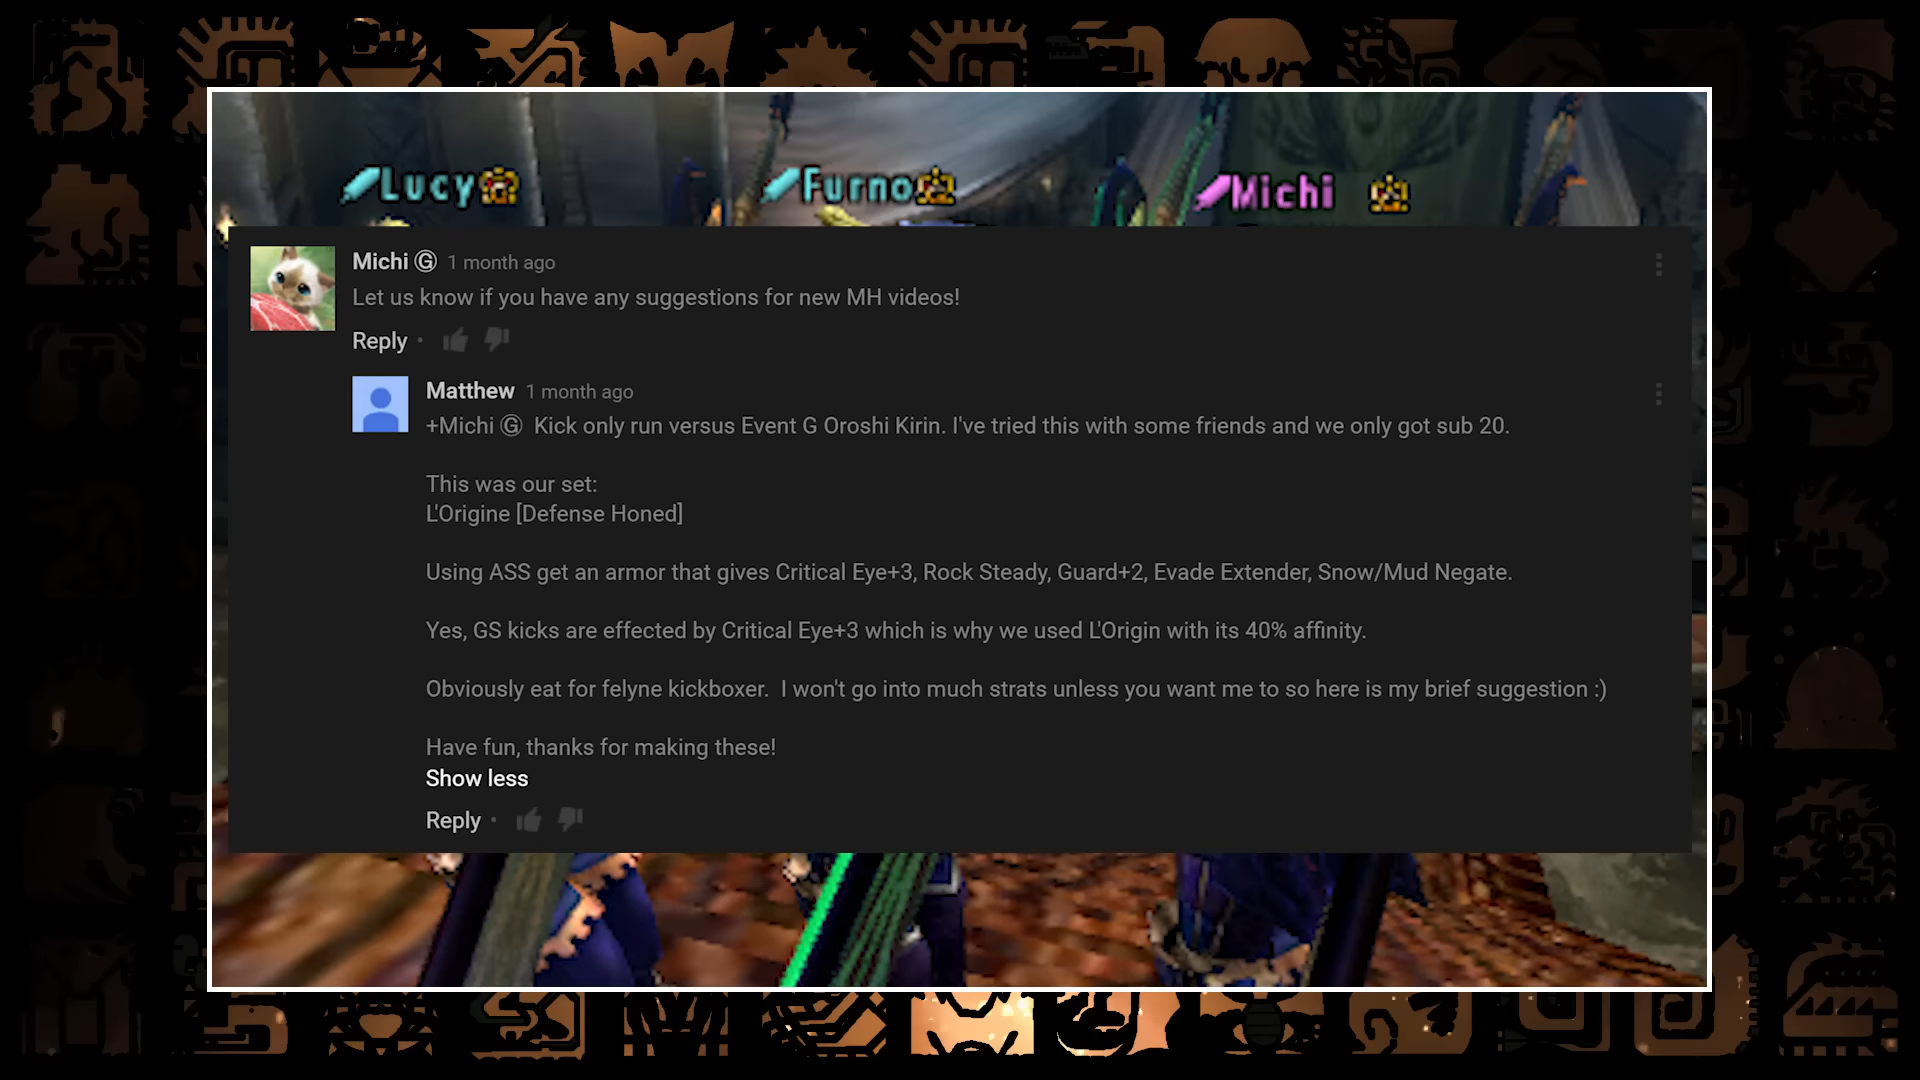 Lucy
Furno
Michi
Michi Ⓖ 1 month ago
Let us know if you have any suggestions for new MH videos!
Reply
Matthew 1 month ago
+Michi Ⓖ  Kick only run versus Event G Oroshi Kirin. I've tried this with some friends and we only got sub 20.
This was our set:
L'Origine [Defense Honed]
Using ASS get an armor that gives Critical Eye+3, Rock Steady, Guard+2, Evade Extender, Snow/Mud Negate.
Yes, GS kicks are effected by Critical Eye+3 which is why we used L'Origin with its 40% affinity.
Obviously eat for felyne kickboxer.  I won't go into much strats unless you want me to so here is my brief suggestion :)
Have fun, thanks for making these!
Show less
Reply